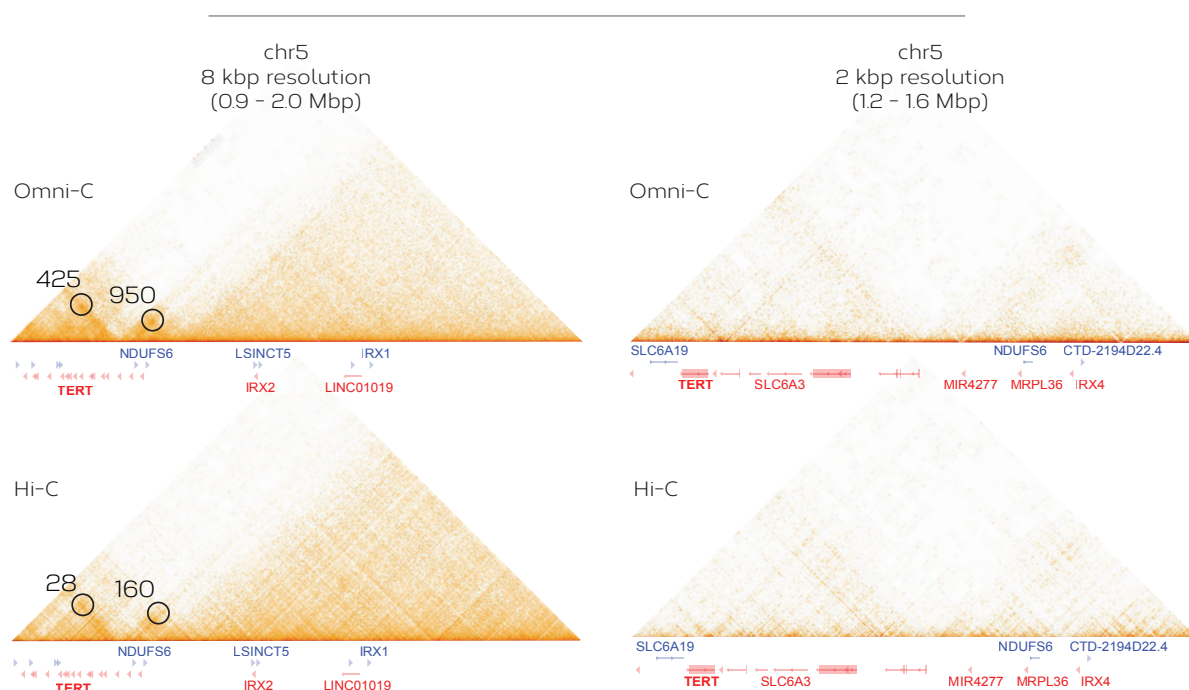 chr5
8 kbp resolution
(0.9 - 2.0 Mbp)
chr5
2 kbp resolution
(1.2 - 1.6 Mbp)
Omni-C
425
950
NDUFS6 LSINCT5 IRX1
TERT IRX2 LINC01019
Omni-C
SLC6A19 NDUFS6 CTD-2194D22.4
TERT SLC6A3 MIR4277 MRPL36 IRX4
Hi-C
28
160
NDUFS6 LSINCT5 IRX1
TERT IRX2 LINC01019
Hi-C
SLC6A19 NDUFS6 CTD-2194D22.4
TERT SLC6A3 MIR4277 MRPL36 IRX4